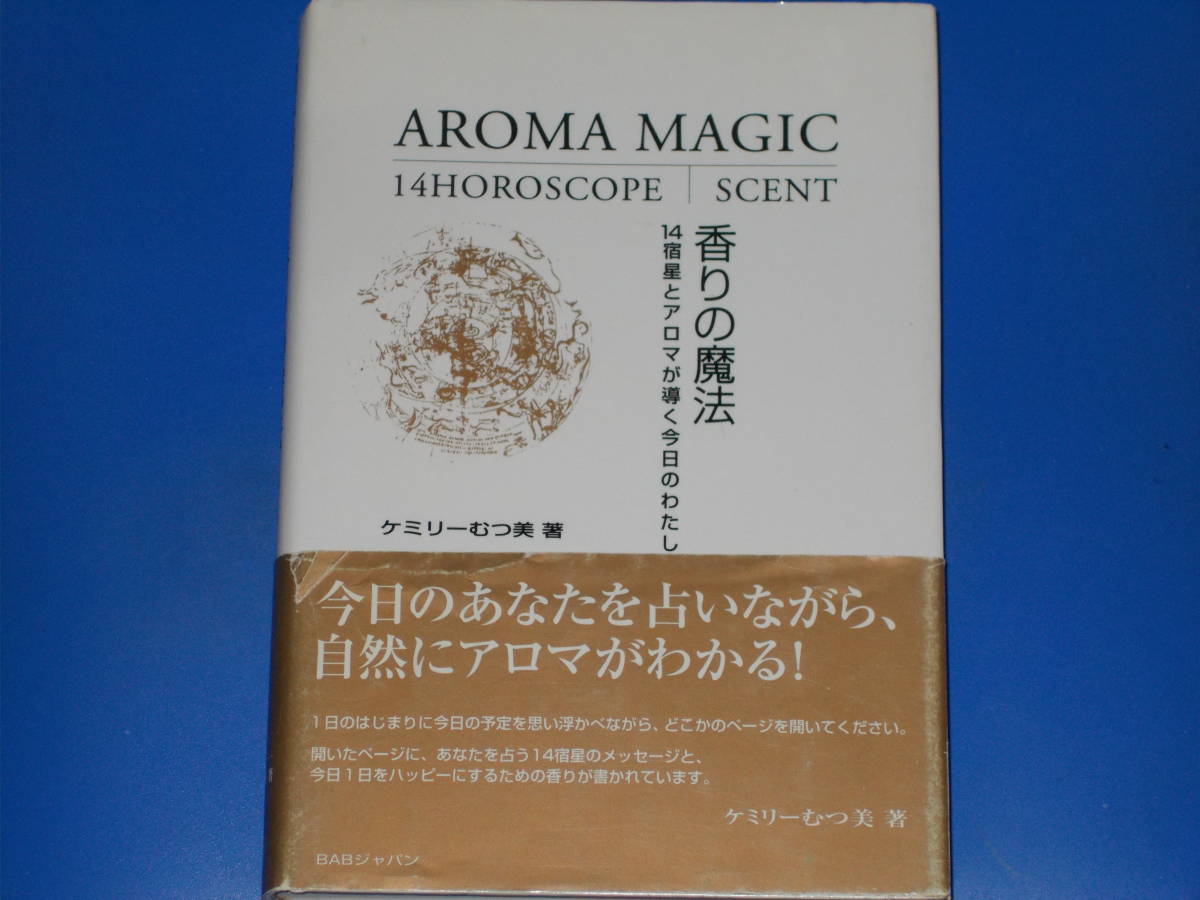 AROMA MAGIC
14HOROSCOPE | SCENT
香りの魔法
14宿星とアロマが導く今日のわたし
ケミリーむつ美 著
今日のあなたを占いながら、
自然にアロマがわかる!
1日のはじまりに今日の予定を思い浮かべながら、どこかのページを開いてください。
開いたページに、あなたを占う14宿星のメッセージと、
今日1日をハッピーにするための香りが書かれています。
ケミリーむつ美 著
BABジャパン